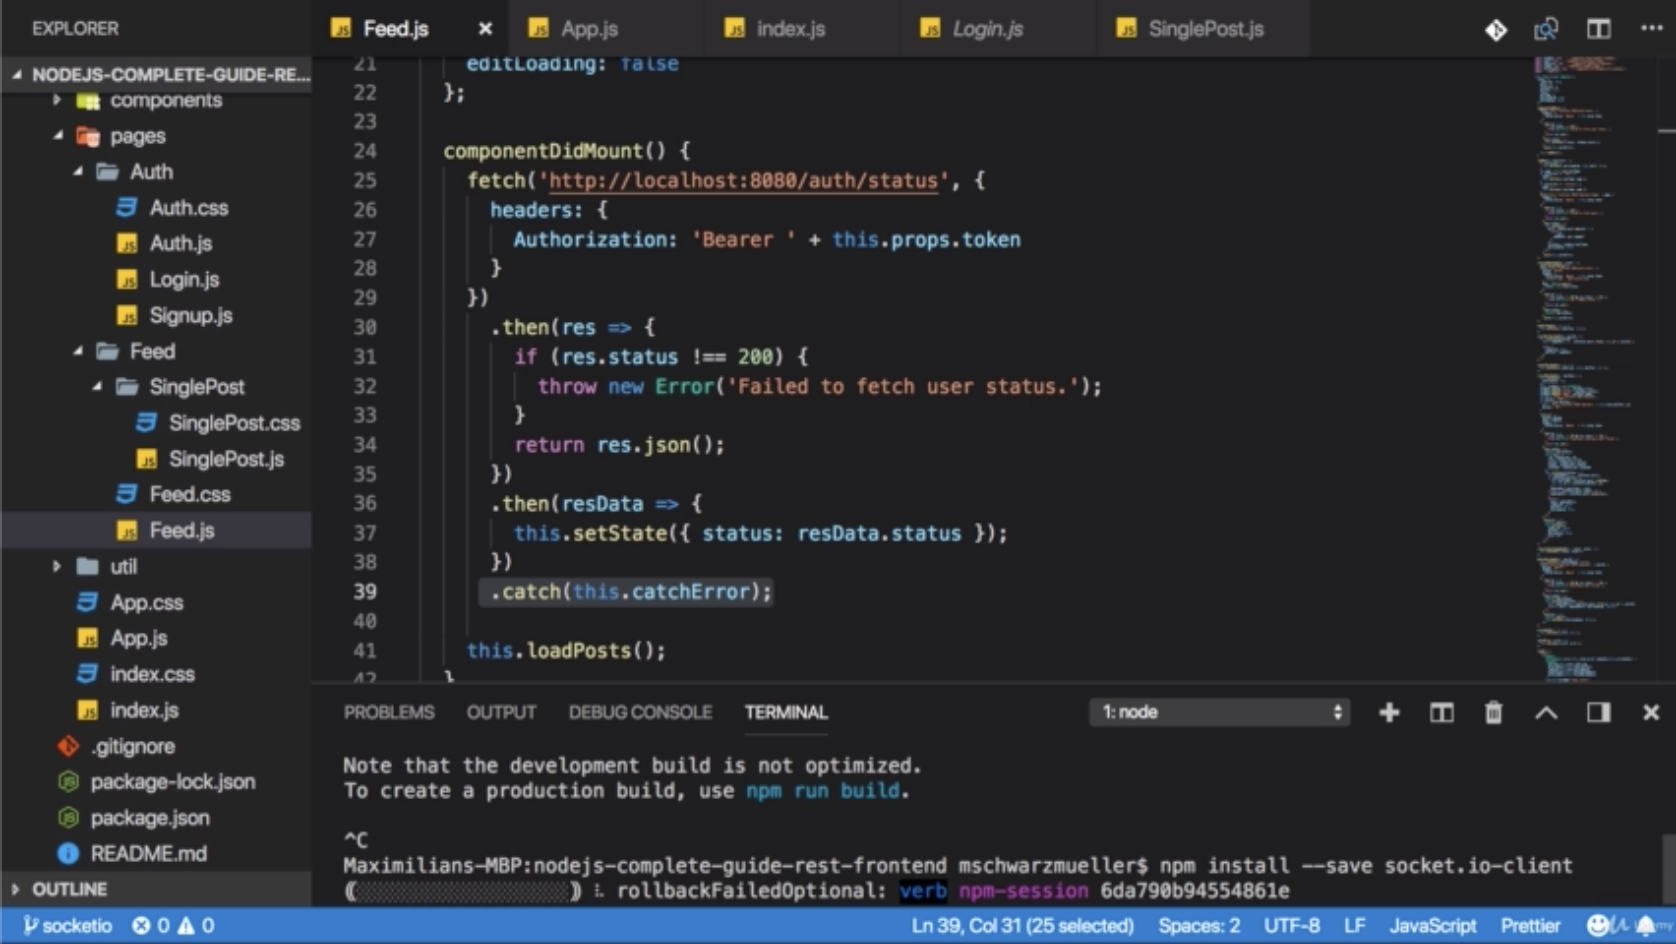 EXPLORER
Feed.js
App.js
index.js
Login.js
SinglePost.js
NODEJS-COMPLETE-GUIDE-RE...
components
pages
Auth
Auth.css
Auth.js
Login.js
Signup.js
Feed
SinglePost
SinglePost.css
SinglePost.js
Feed.css
Feed.js
util
App.css
App.js
index.css
index.js
.gitignore
package-lock.json
package.json
README.md
OUTLINE
21 editLoading: false
22 };
23
24 componentDidMount() {
25 fetch('http://localhost:8080/auth/status', {
26 headers: {
27 Authorization: 'Bearer ' + this.props.token
28 }
29 })
30 .then(res => {
31 if (res.status !== 200) {
32 throw new Error('Failed to fetch user status.');
33 }
34 return res.json();
35 })
36 .then(resData => {
37 this.setState({ status: resData.status });
38 })
39 .catch(this.catchError);
40
41 this.loadPosts();
42 }
PROBLEMS OUTPUT DEBUG CONSOLE TERMINAL 1: node
Note that the development build is not optimized.
To create a production build, use npm run build.
^C
Maximilians-MBP:nodejs-complete-guide-rest-frontend mschwarzmueller$ npm install --save socket.io-client
rollbackFailedOptional: verb npm-session 6da790b94554861e
socketio 0 0 Ln 39, Col 31 (25 selected) Spaces: 2 UTF-8 LF JavaScript Prettier